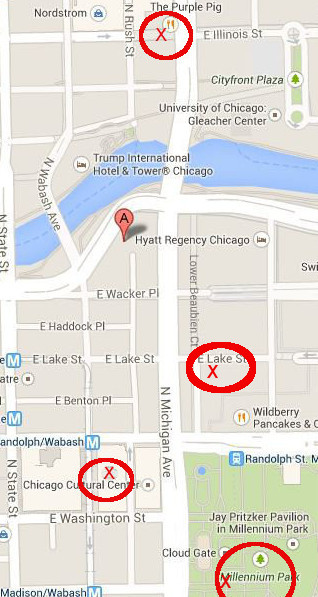 Nordstrom
The Purple Pig
N Rush St
X
E Illinois St
Cityfront Plaza
University of Chicago:
Gleacher Center
N Wabash Ave
Trump International
Hotel & Tower® Chicago
N State St
A
Hyatt Regency Chicago
Lower Beaubien Ct
Swi
E Wacker Pl
E Haddock Pl
E Lake St
M
E Lake St
E Lake St
X
atre
E Benton Pl
M
Wildberry
Pancakes & C
andolph/Wabash M
N Michigan Ave
Randolph St. M
N State St
X
Chicago Cultural Center
E Washington St
Jay Pritzker Pavilion
in Millennium Park
Cloud Gate
X
Millennium Park
Madison/Wabash M